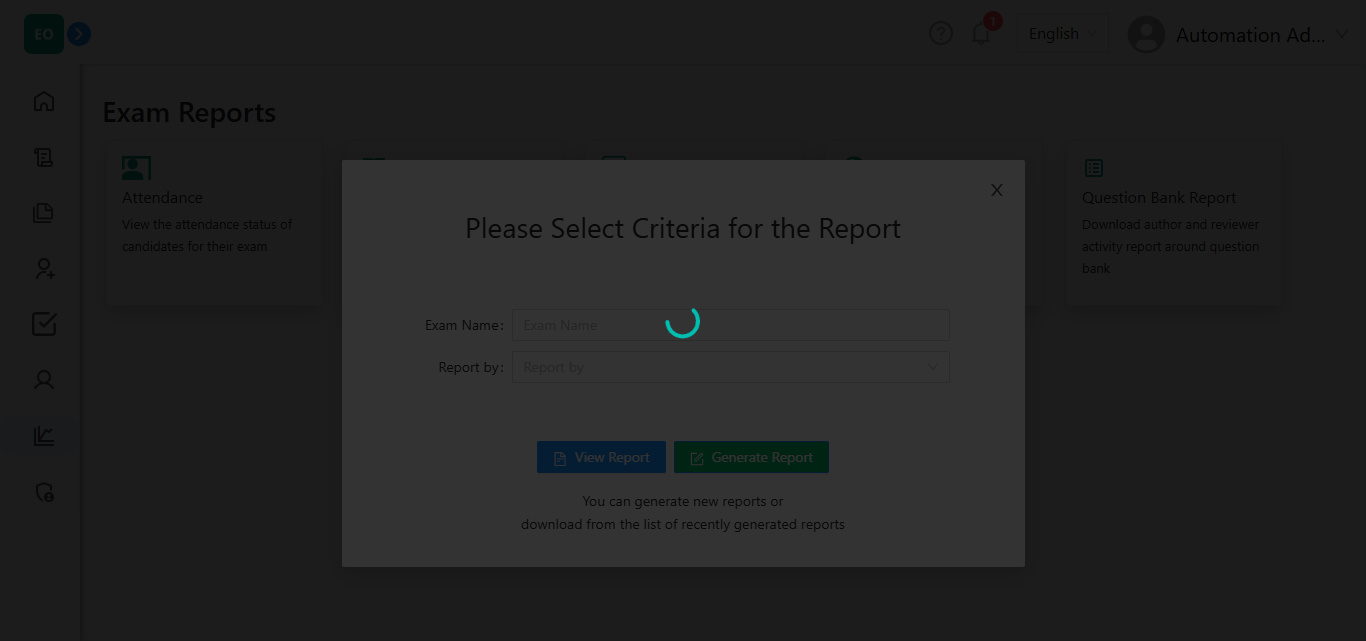 EO
1
English
Automation Ad...
Exam Reports
Attendance
View the attendance status of
candidates for their exam
Question Bank Report
Download author and reviewer
activity report around question
bank
Please Select Criteria for the Report
Exam Name:
Exam Name
Report by:
Report by
View Report
Generate Report
You can generate new reports or
download from the list of recently generated reports